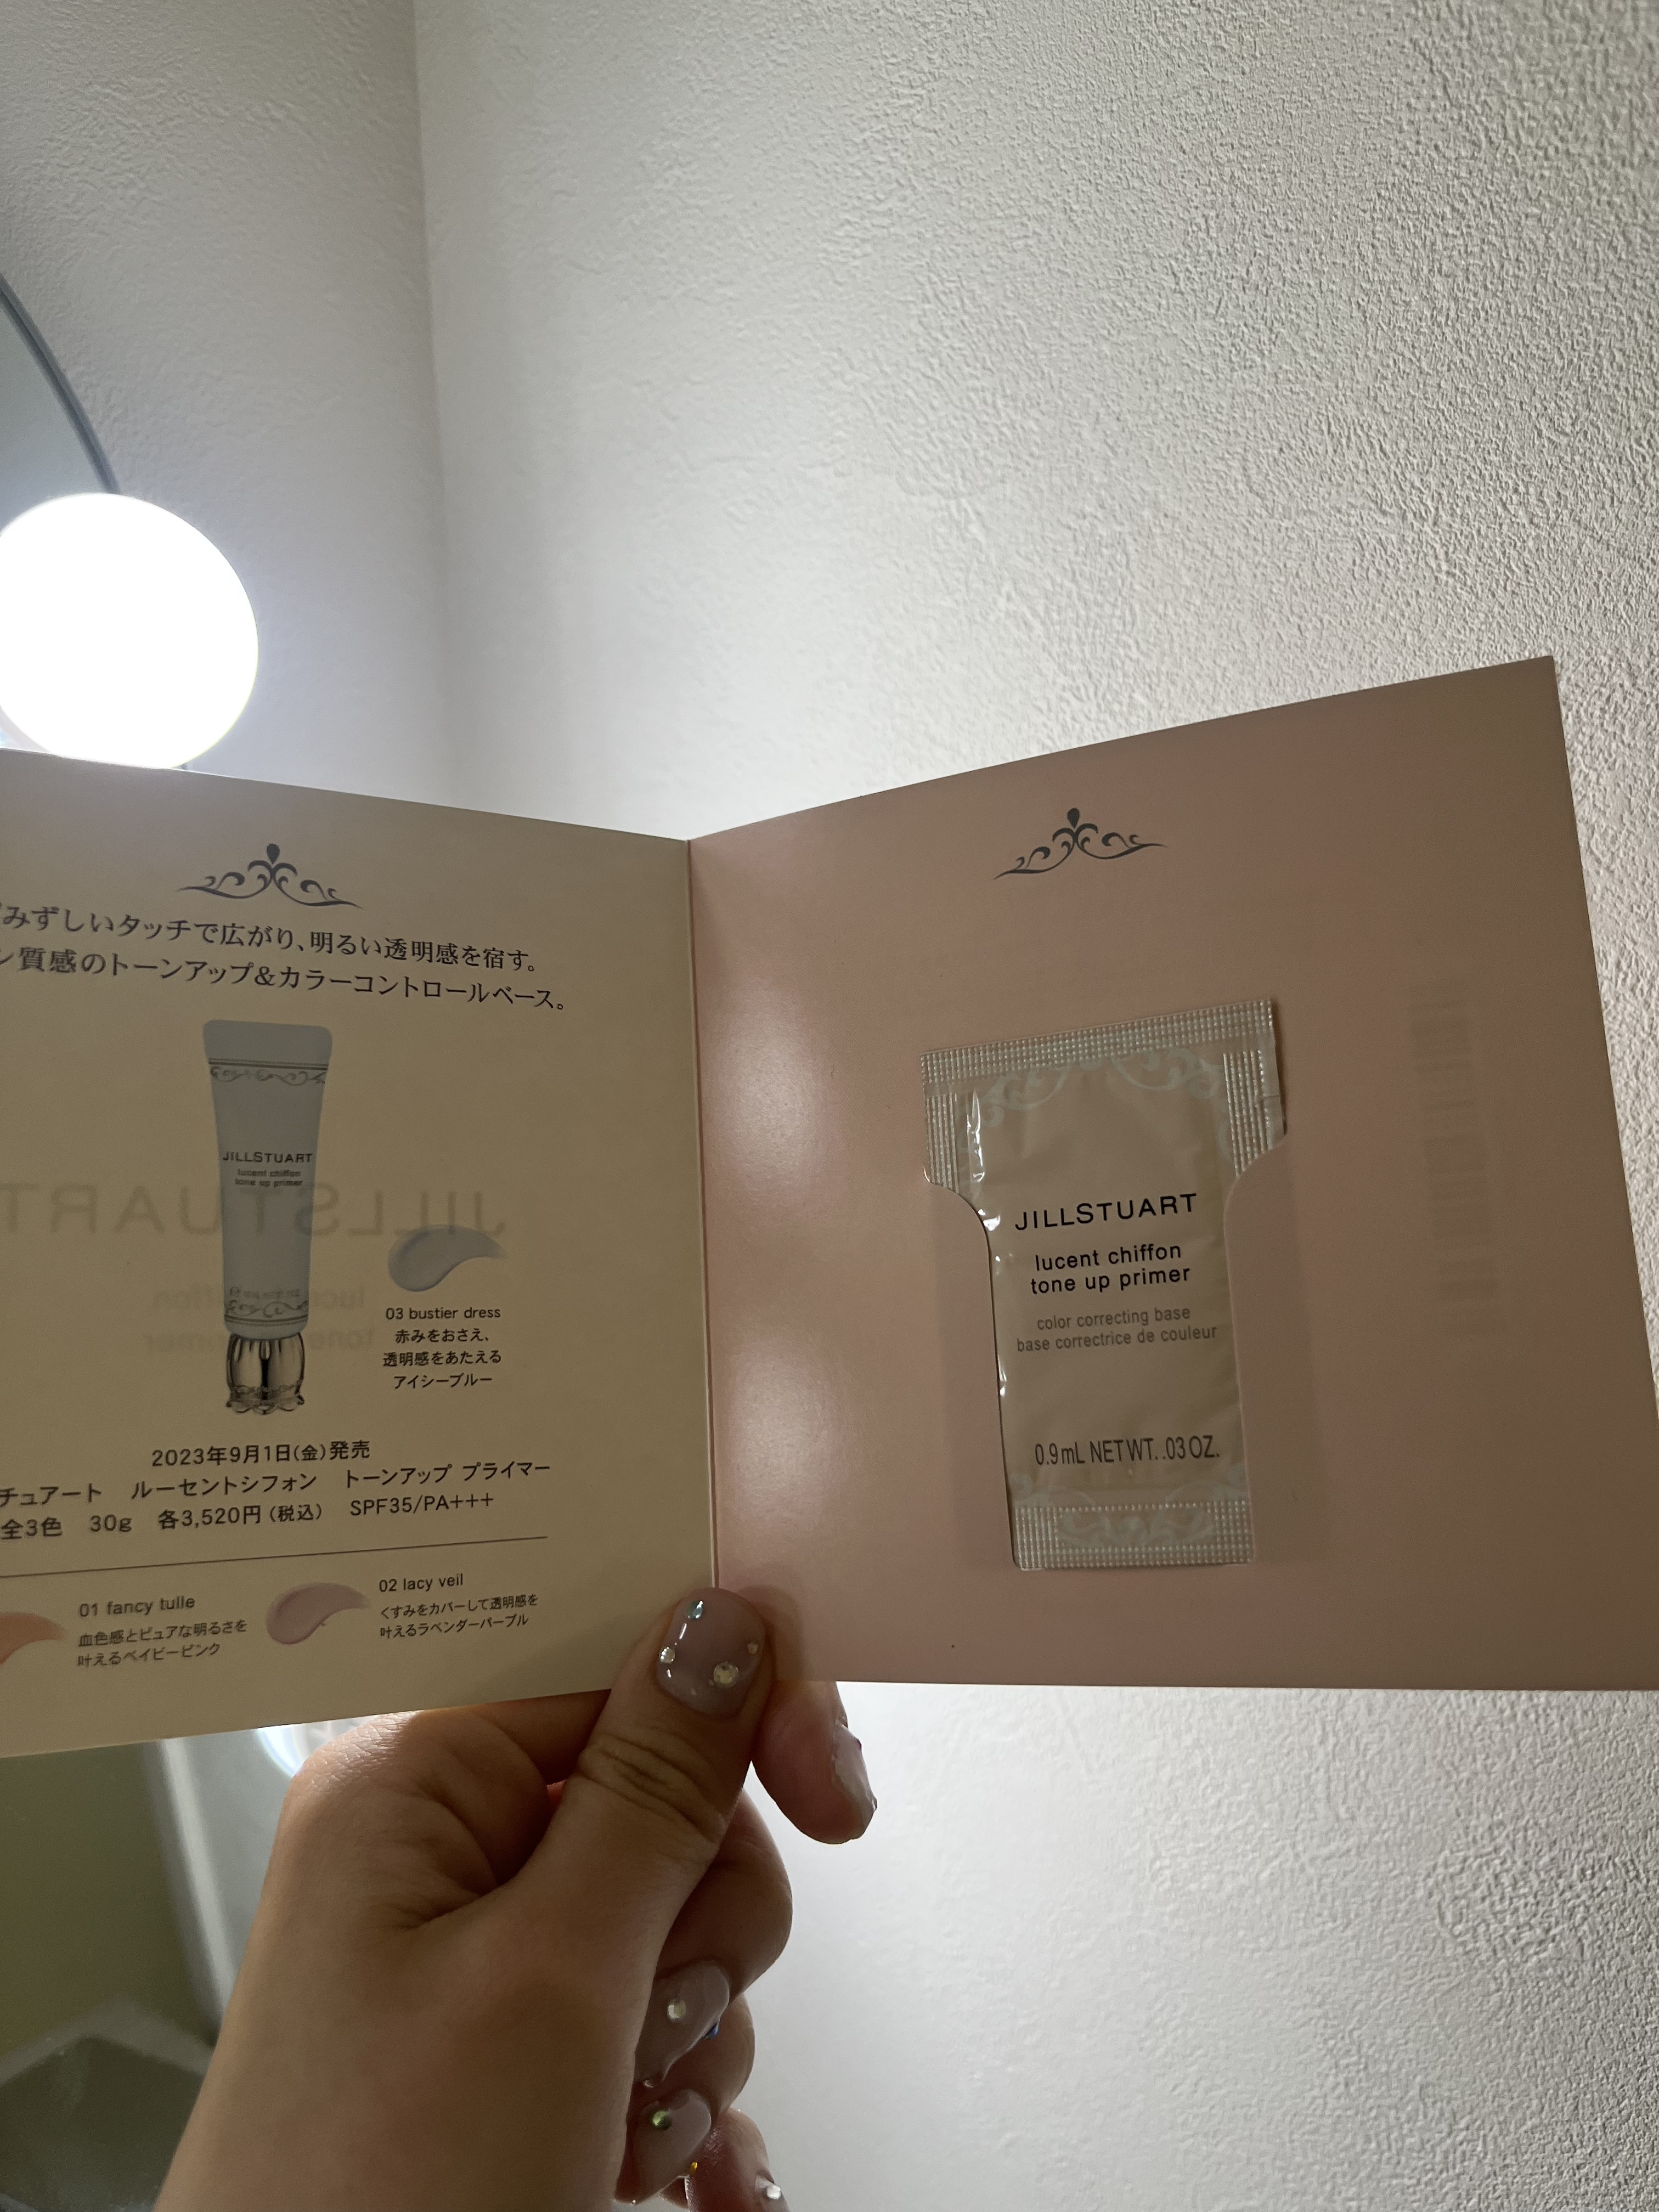 みずしいタッチで広がり、明るい透明感を宿す。
ン質感のトーンアップ&カラーコントロールベース。
JILLSTUART
lucent chiffon
tone up primer
03 bustier dress
赤みをおさえ、
透明感をあたえる
アイシーブルー
2023年9月1日(金)発売
チュアート ルーセントシフォン トーンアップ プライマー
全3色 30g 各3,520円(税込) SPF35/PA+++
01 fancy tulle
血色感とピュアな明るさを
叶えるベイビーピンク
02 lacy veil
くすみをカバーして透明感を
叶えるラベンダーパープル
JILLSTUART
lucent chiffon
tone up primer
color correcting base
base correctrice de couleur
0.9mL NET WT. .03 OZ.